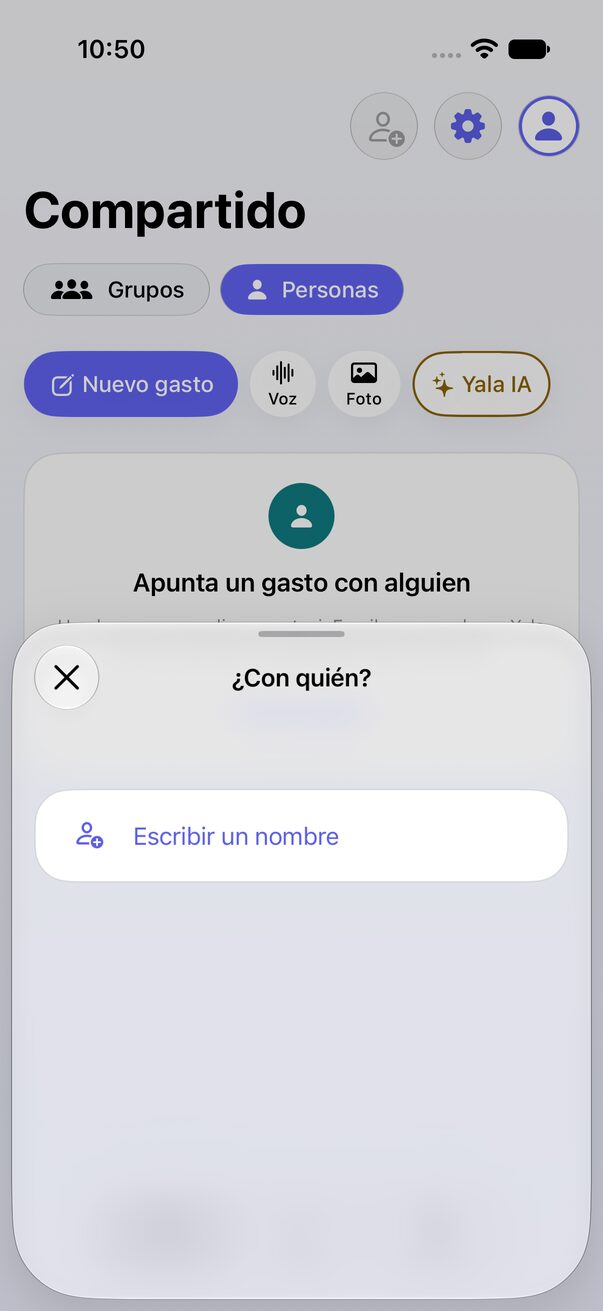 10:50
Compartido
Grupos
Personas
Nuevo gasto
Voz
Foto
Yala IA
Apunta un gasto con alguien
¿Con quién?
Escribir un nombre